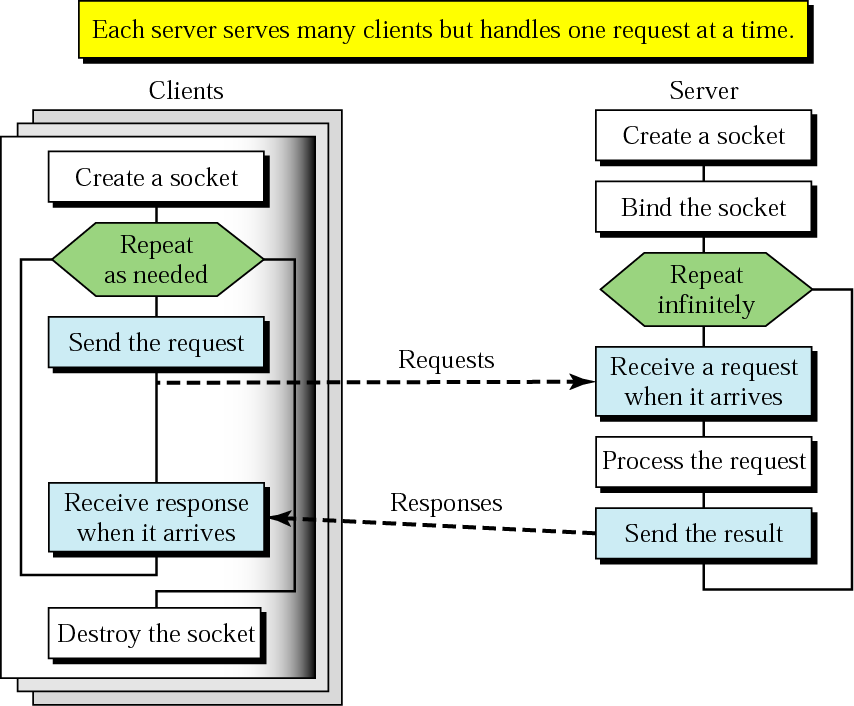 Each server serves many clients but handles one request at a time.
Clients
Create a socket
Repeat
as needed
Send the request
Receive response
when it arrives
Destroy the socket
Requests
Responses
Server
Create a socket
Bind the socket
Repeat
infinitely
Receive a request
when it arrives
Process the request
Send the result